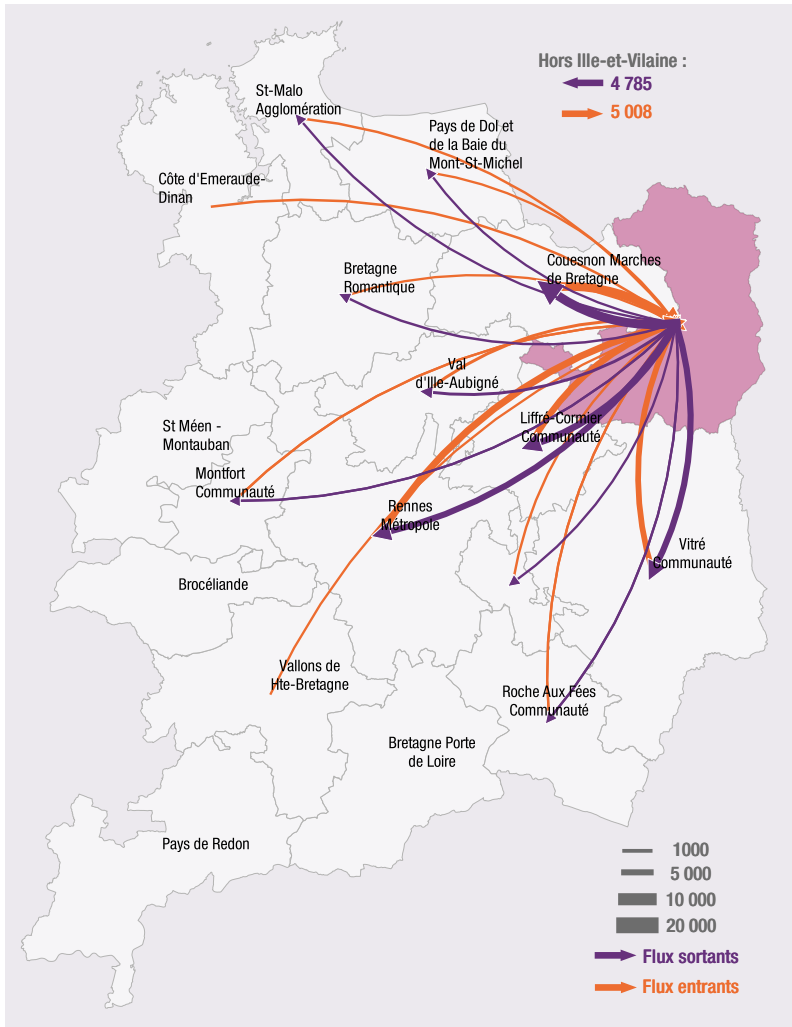 Hors Ille-et-Vilaine :
4 785
5 008
St-Malo
Agglomération
Pays de Dol et
de la Baie du
Mont-St-Michel
Côte d'Emeraude-
Dinan
Couesnon Marches
de Bretagne
Bretagne
Romantique
Val
d'Ille-Aubigné
Liffré-Cormier
Communauté
St Méen -
Montauban
Montfort
Communauté
Rennes
Métropole
Vitré
Communauté
Brocéliande
Vallons de
Hte-Bretagne
Roche Aux Fées
Communauté
Bretagne Porte
de Loire
Pays de Redon
1000
5 000
10 000
20 000
Flux sortants
Flux entrants